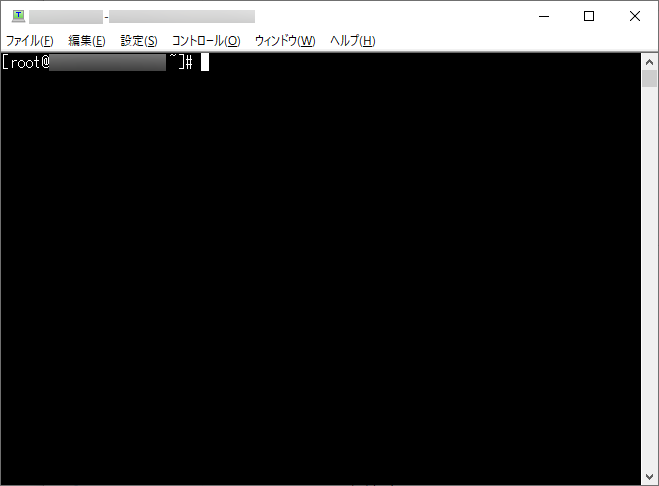 -
ファイル(F) 編集(E) 設定(S) コントロール(O) ウィンドウ(W) ヘルプ(H)
[root@ ~]#